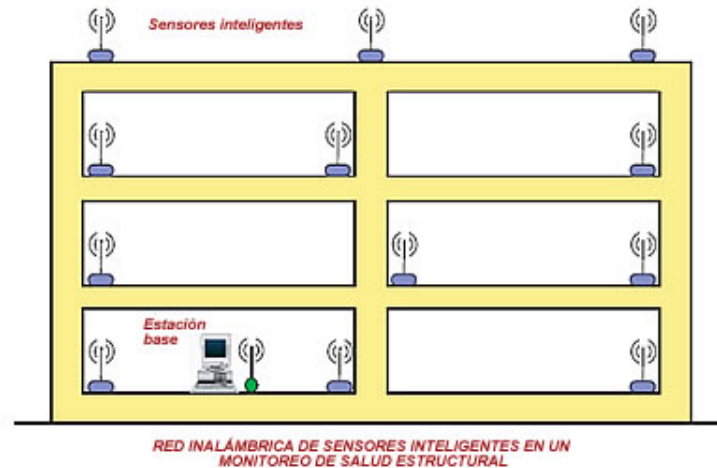 Sensores inteligentes
Estación
base
RED INALÁMBRICA DE SENSORES INTELIGENTES EN UN
MONITOREO DE SALUD ESTRUCTURAL